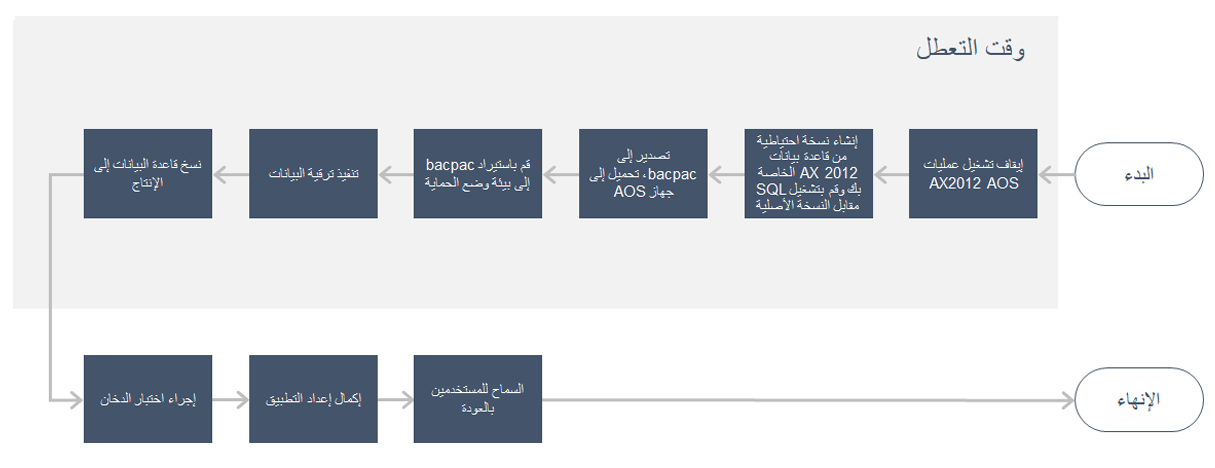 وقت التعطل
البدء
إيقاف تشغيل عمليات
AX2012 AOS
إنشاء نسخة احتياطية
من قاعدة بيانات
AX 2012 الخاصة
بك وقم بتشغيل SQL
مقابل النسخة الأصلية
تصدير إلى
bacpac، تحميل إلى
جهاز AOS
قم باستيراد bacpac
إلى بيئة وضع الحماية
تنفيذ ترقية البيانات
نسخ قاعدة البيانات إلى
الإنتاج
إجراء اختبار الدخان
إكمال إعداد التطبيق
السماح للمستخدمين
بالعودة
الإنهاء